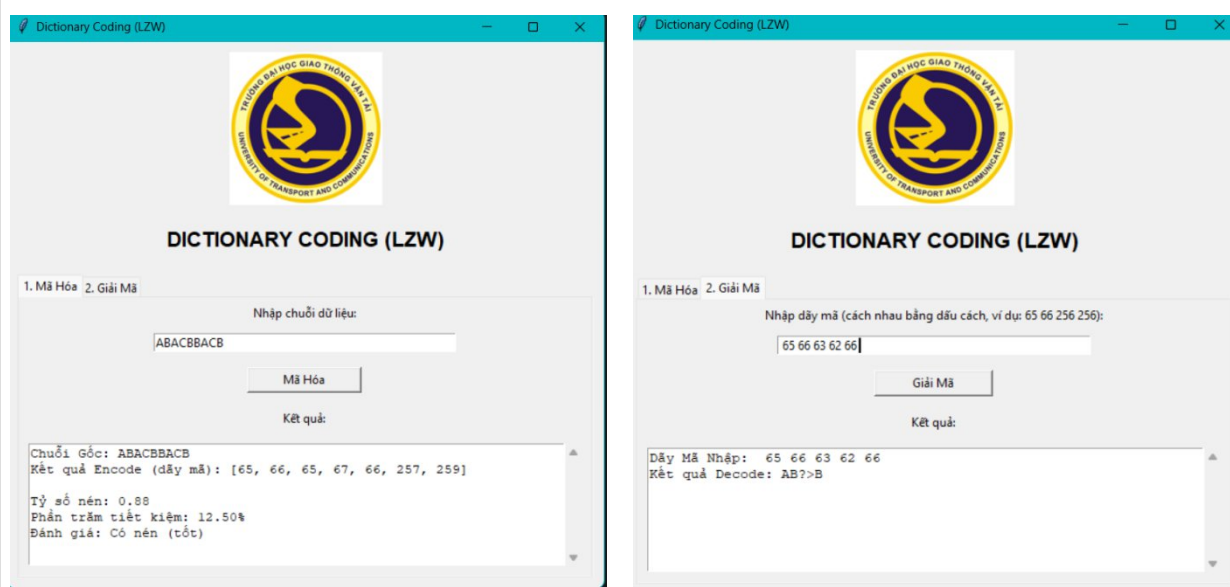 Dictionary Coding (LZW)
TRƯỜNG ĐẠI HỌC GIAO THÔNG VẬN TẢI
UNIVERSITY OF TRANSPORT AND COMMUNICATIONS
DICTIONARY CODING (LZW)
1. Mã Hóa 2. Giải Mã
Nhập chuỗi dữ liệu:
ABACBBACB
Mã Hóa
Kết quả:
Chuỗi Gốc: ABACBBACB
Kết quả Encode (dãy mã): [65, 66, 65, 67, 66, 257, 259]
Tỷ số nén: 0.88
Phần trăm tiết kiệm: 12.50%
Đánh giá: Có nén (tốt)
Dictionary Coding (LZW)
TRƯỜNG ĐẠI HỌC GIAO THÔNG VẬN TẢI
UNIVERSITY OF TRANSPORT AND COMMUNICATIONS
DICTIONARY CODING (LZW)
1. Mã Hóa 2. Giải Mã
Nhập dãy mã (cách nhau bằng dấu cách, ví dụ: 65 66 256 256):
65 66 63 62 66
Giải Mã
Kết quả:
Dãy Mã Nhập: 65 66 63 62 66
Kết quả Decode: AB?>B